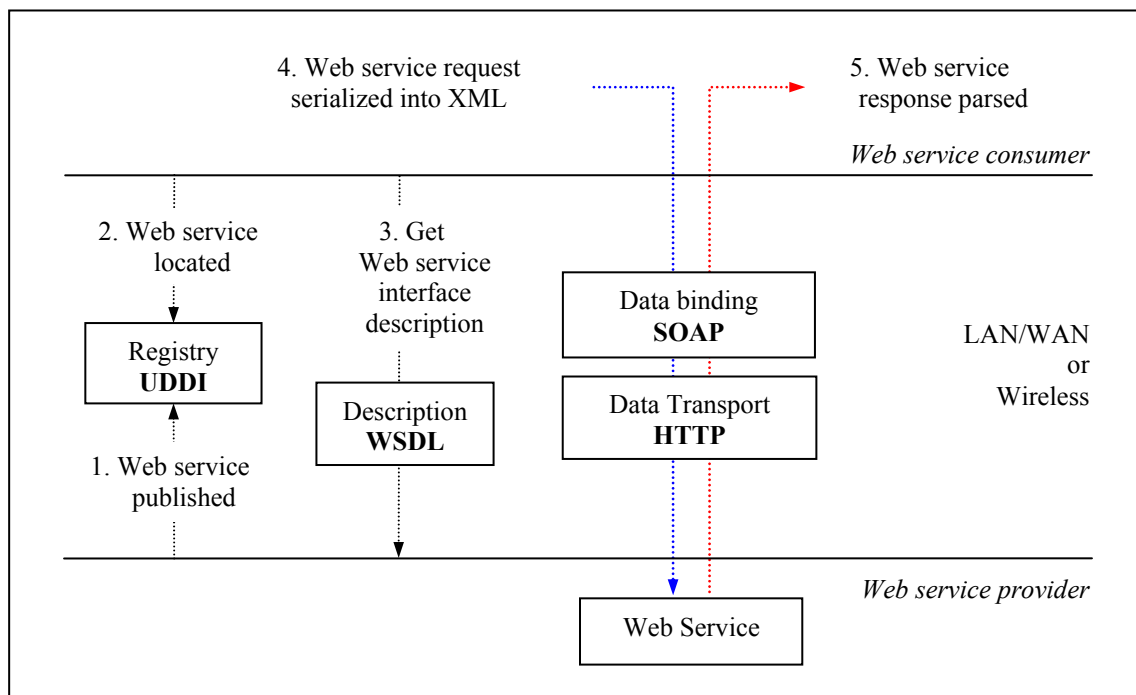 4. Web service request
serialized into XML
5. Web service
response parsed
Web service consumer
2. Web service
located
3. Get
Web service
interface
description
Data binding
SOAP
LAN/WAN
or
Wireless
Registry
UDDI
Description
WSDL
Data Transport
HTTP
1. Web service
published
Web service provider
Web Service